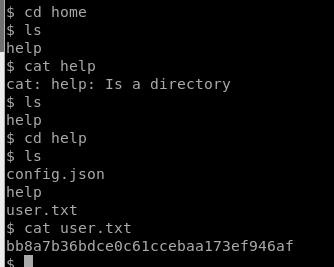 $ cd home
$ ls
help
$ cat help
cat: help: Is a directory
$ ls
help
$ cd help
$ ls
config.json
help
user.txt
$ cat user.txt
bb8a7b36bdce0c61ccebaa173ef946af
$